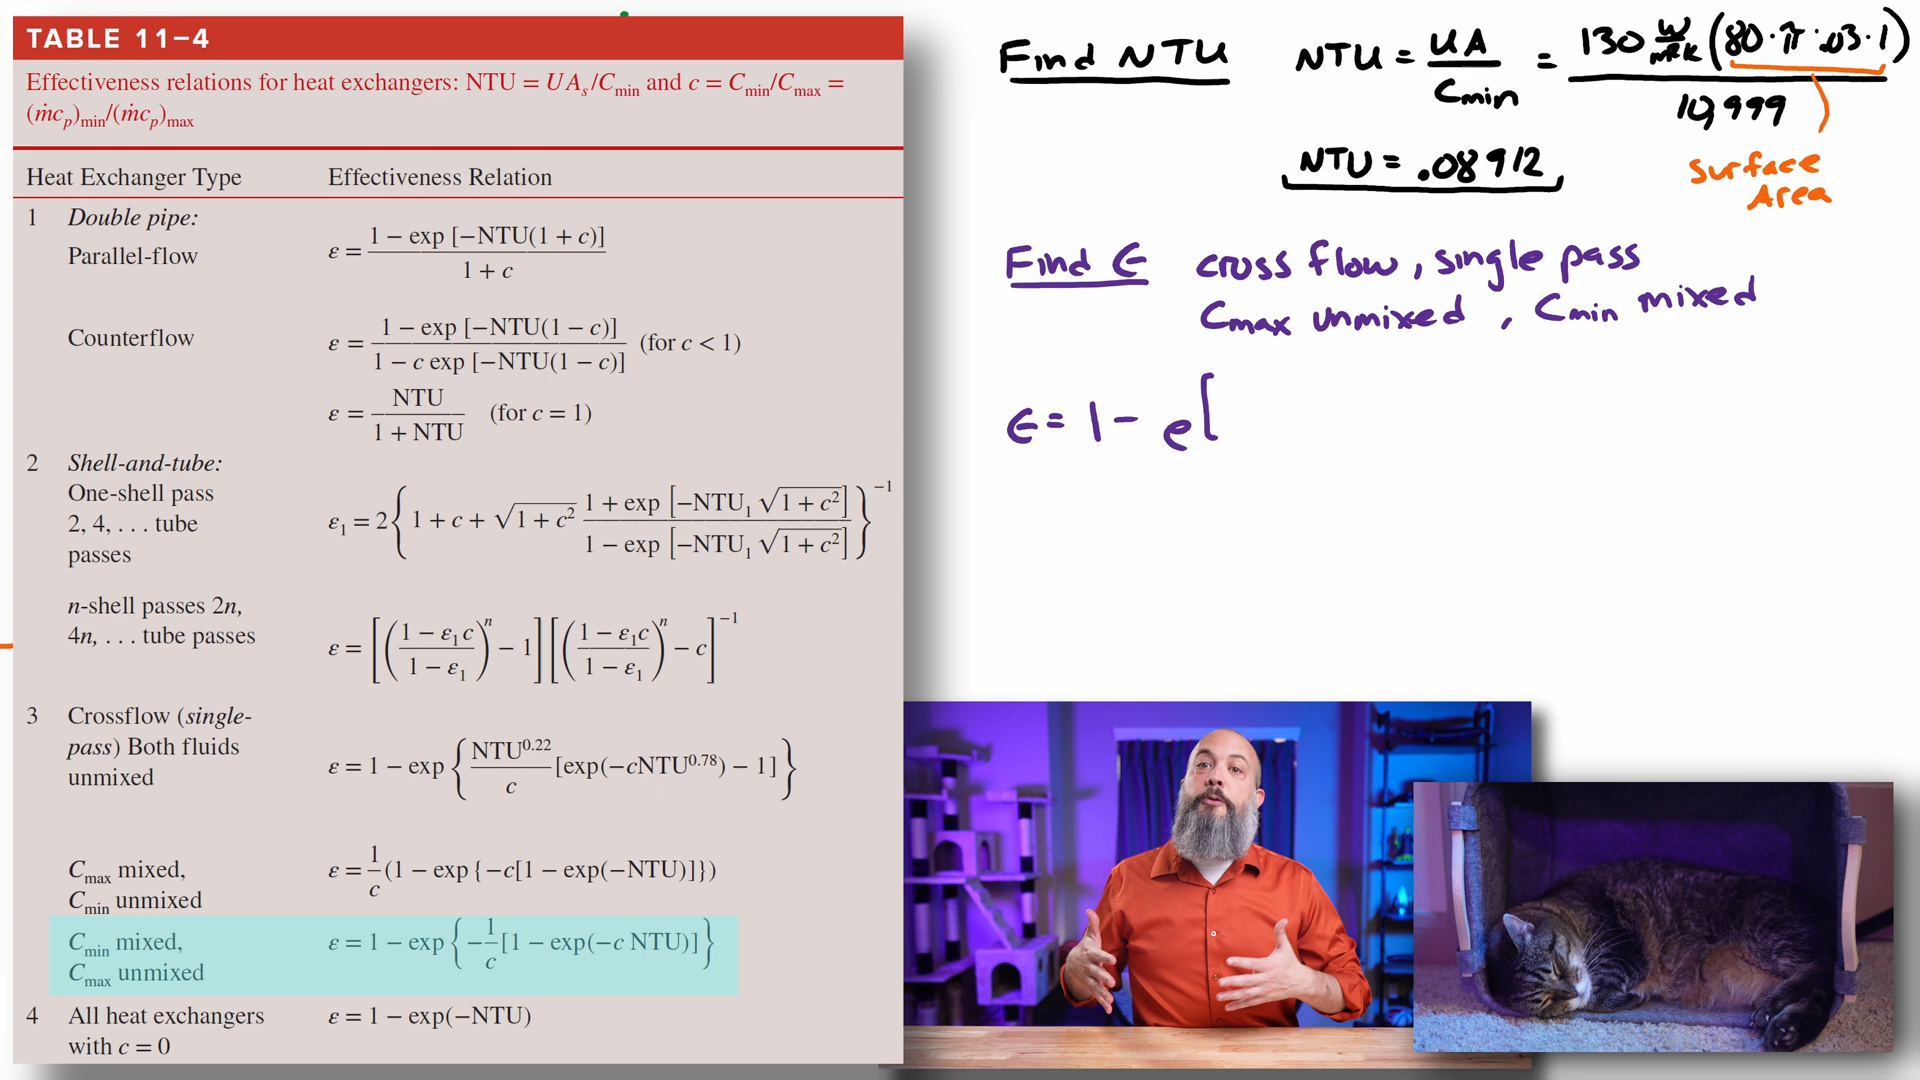 TABLE 11–4
Effectiveness relations for heat exchangers: NTU = UA_s/C_min and c = C_min/C_max =
(ṁc_p)_min/(ṁc_p)_max
Heat Exchanger Type Effectiveness Relation
1 Double pipe:
Parallel-flow ε = (1 − exp [−NTU(1 + c)]) / (1 + c)
Counterflow ε = (1 − exp [−NTU(1 − c)]) / (1 − c exp [−NTU(1 − c)]) (for c < 1)
ε = NTU / (1 + NTU) (for c = 1)
2 Shell-and-tube:
One-shell pass
2, 4, . . . tube
passes
ε₁ = 2{1 + c + √(1 + c²) (1 + exp [−NTU₁ √(1 + c²)]) / (1 − exp [−NTU₁ √(1 + c²)])}⁻¹
n-shell passes 2n,
4n, . . . tube passes
ε = [((1 − ε₁c)/(1 − ε₁))ⁿ − 1][((1 − ε₁c)/(1 − ε₁))ⁿ − c]⁻¹
3 Crossflow (single-
pass) Both fluids
unmixed
ε = 1 − exp {NTU^0.22 / c [exp(−cNTU^0.78) − 1]}
C_max mixed,
C_min unmixed
ε = 1/c (1 − exp {−c[1 − exp(−NTU)]})
C_min mixed,
C_max unmixed
ε = 1 − exp {−1/c [1 − exp(−c NTU)]}
4 All heat exchangers
with c = 0
ε = 1 − exp(−NTU)
Find NTU NTU = UA / Cmin = 130 W/m²k (80·π·.03·1) / 10,999
NTU = .08912
Surface
Area
Find ϵ cross flow, single pass
Cmax unmixed, Cmin mixed
ϵ = 1 − e[